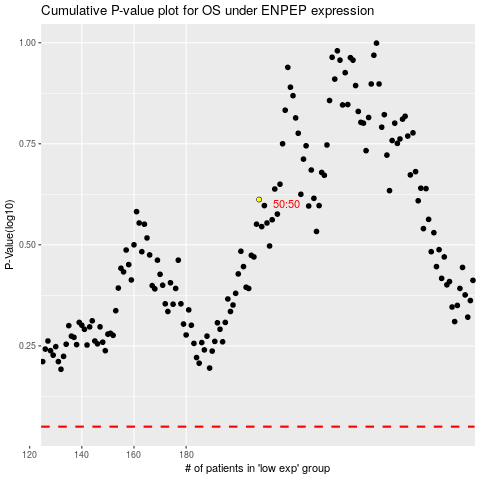 Cumulative P-value plot for OS under ENPEP expression
1.00
0.75
0.50
0.25
P-Value(log10)
50:50
120 140 160 180
# of patients in 'low exp' group